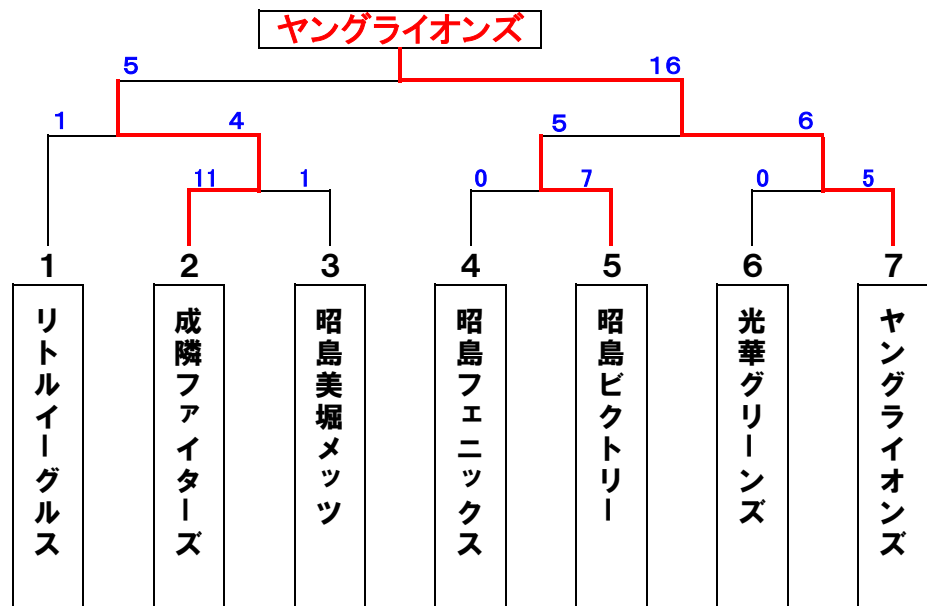 ヤングライオンズ
5 16
1 4 5 6
11 1 0 7 0 5
1 2 3 4 5 6 7
リトルイーグルス
成隣ファイターズ
昭島美堀メッツ
昭島フェニックス
昭島ビクトリー
光華グリーンズ
ヤングライオンズ